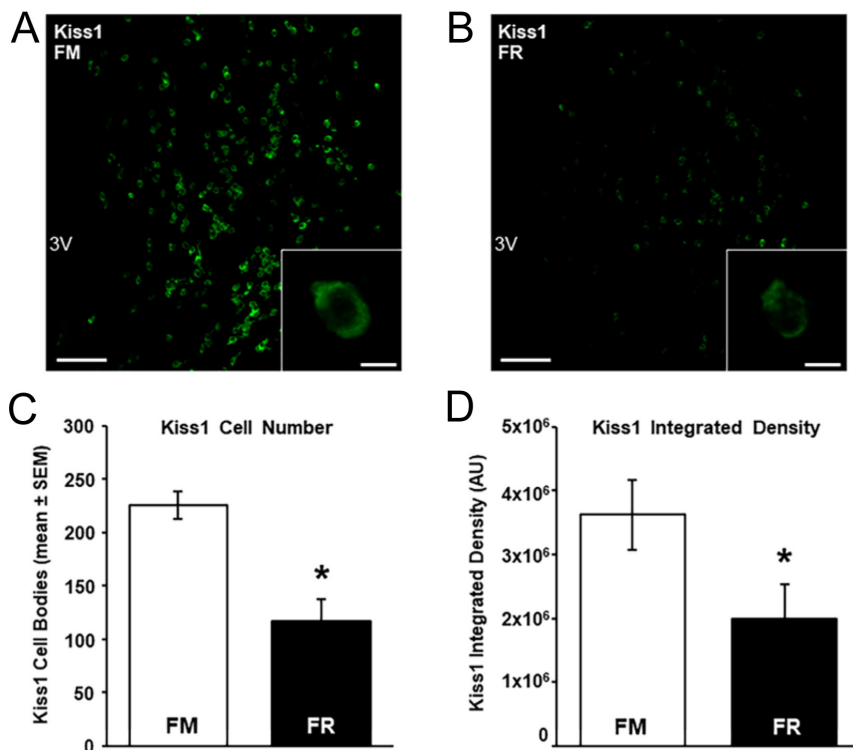 A
Kiss1
FM
3V
B
Kiss1
FR
3V
C
Kiss1 Cell Number
Kiss1 Cell Bodies (mean ± SEM)
300
250
200
150
100
50
0
*
FM
FR
D
Kiss1 Integrated Density
Kiss1 Integrated Density (AU)
5x10⁶
4x10⁶
3x10⁶
2x10⁶
1x10⁶
0
*
FM
FR